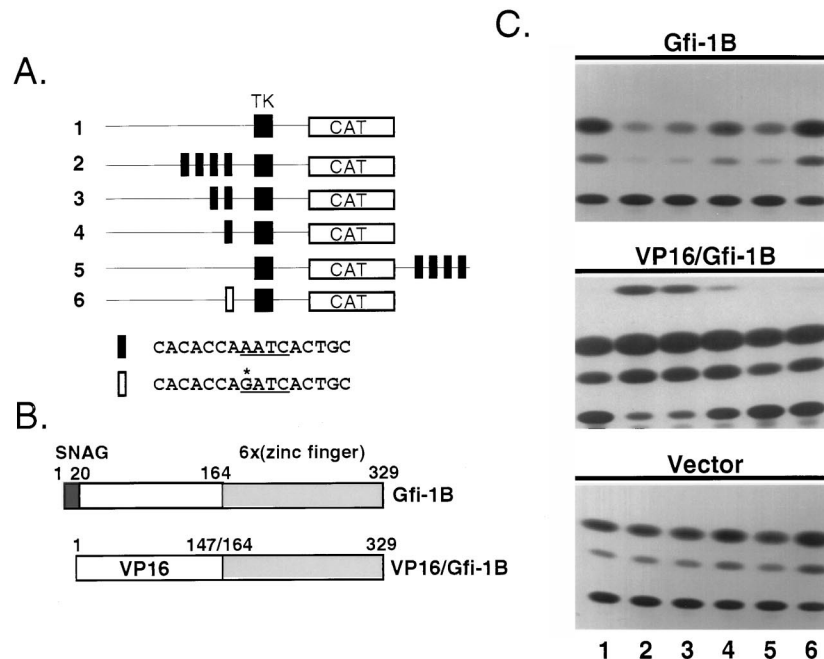 A.
TK
1 CAT
2 CAT
3 CAT
4 CAT
5 CAT
6 CAT
CACACCAAATCACTGC
*
CACACCAGATCACTGC
B.
SNAG 6x(zinc finger)
1 20 164 329
Gfi-1B
1 147/164 329
VP16 VP16/Gfi-1B
C.
Gfi-1B
VP16/Gfi-1B
Vector
1 2 3 4 5 6